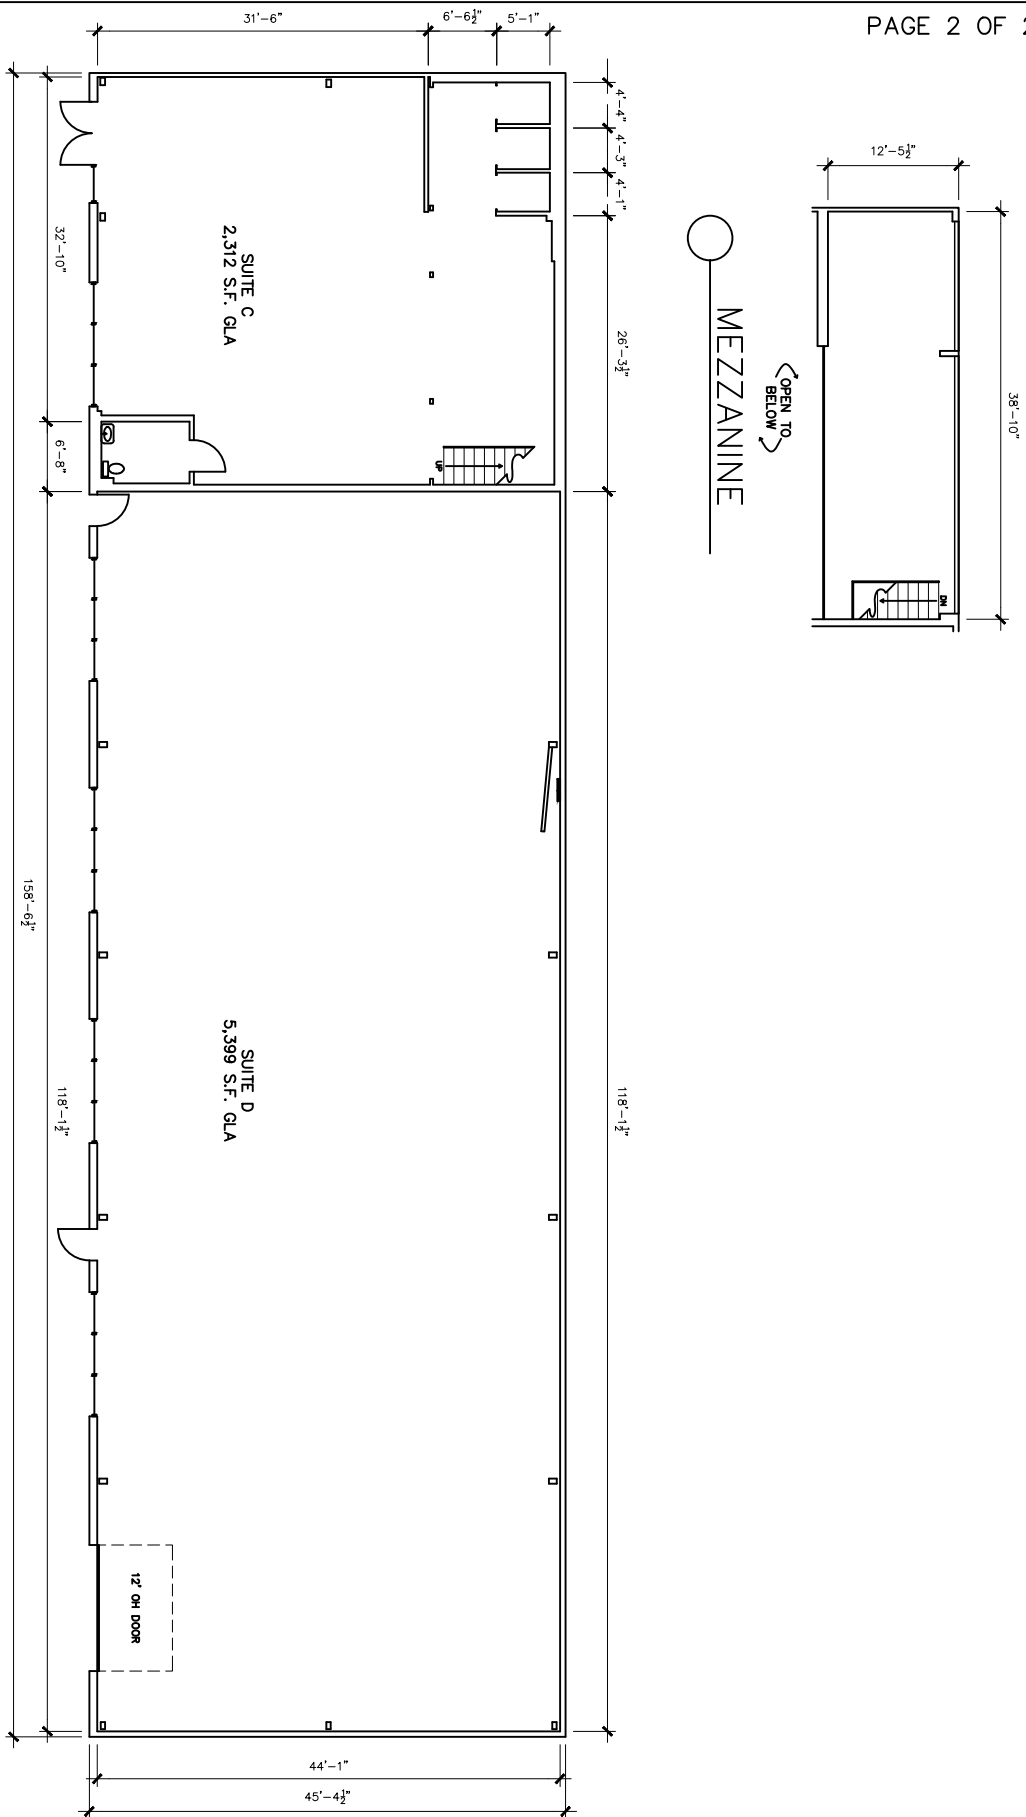 PAGE 2 OF
31'-6"
6'-6½"
5'-1"
4'-4"
4'-3"
4'-1"
12'-5½"
38'-10"
MEZZANINE
OPEN TO
BELOW
DN
32'-10"
SUITE C
2,312 S.F. GLA
26'-3½"
6'-8"
UP
158'-6½"
118'-1½"
SUITE D
5,399 S.F. GLA
118'-1½"
12' OH DOOR
44'-1"
45'-4½"